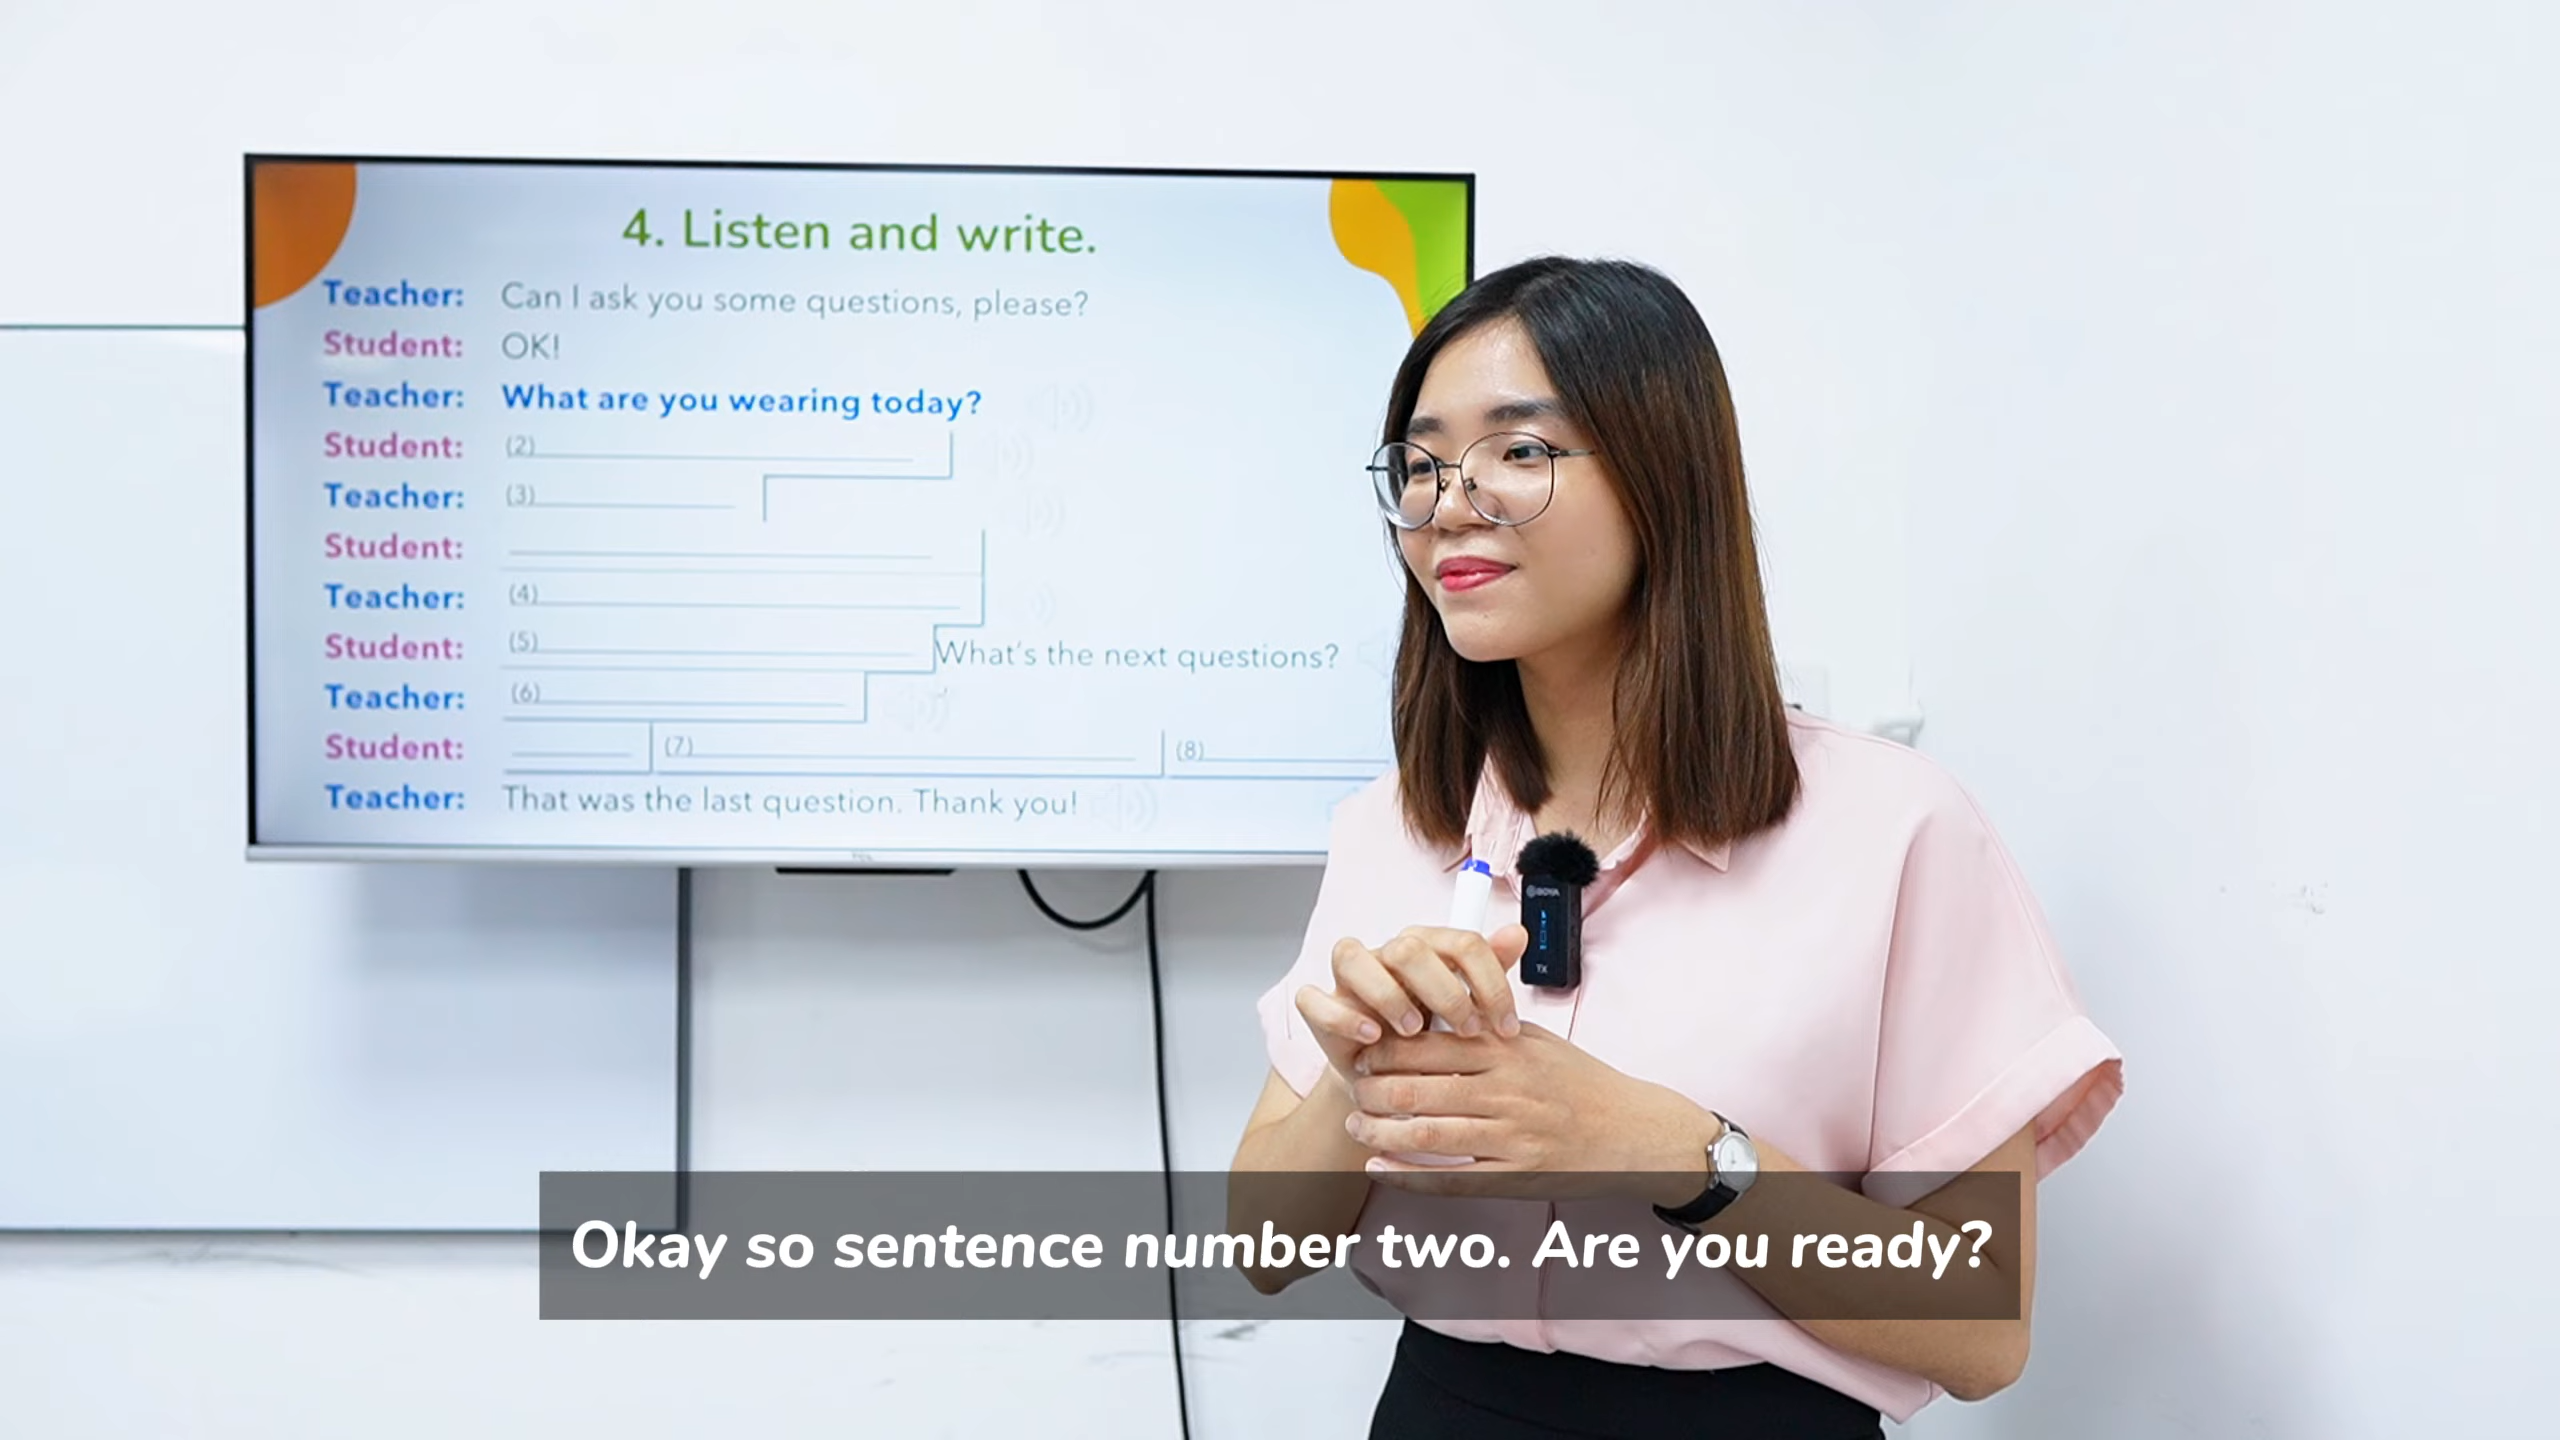 4. Listen and write.
Teacher: Can I ask you some questions, please?
Student: OK!
Teacher: What are you wearing today?
Student: (2)
Teacher: (3)
Student:
Teacher: (4)
Student: (5) What's the next questions?
Teacher: (6)
Student: (7) (8)
Teacher: That was the last question. Thank you!
BOYA
TX
Okay so sentence number two. Are you ready?